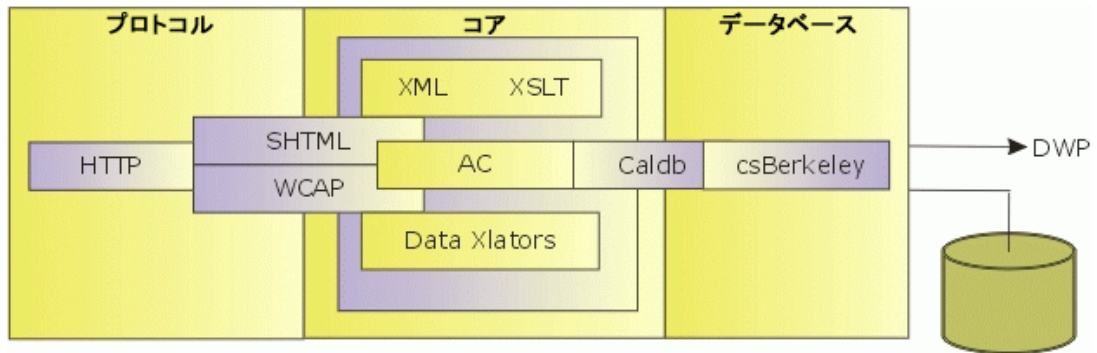 プロトコル
コア
データベース
XML XSLT
SHTML
HTTP
AC
Caldb
csBerkeley
DWP
WCAP
Data Xlators